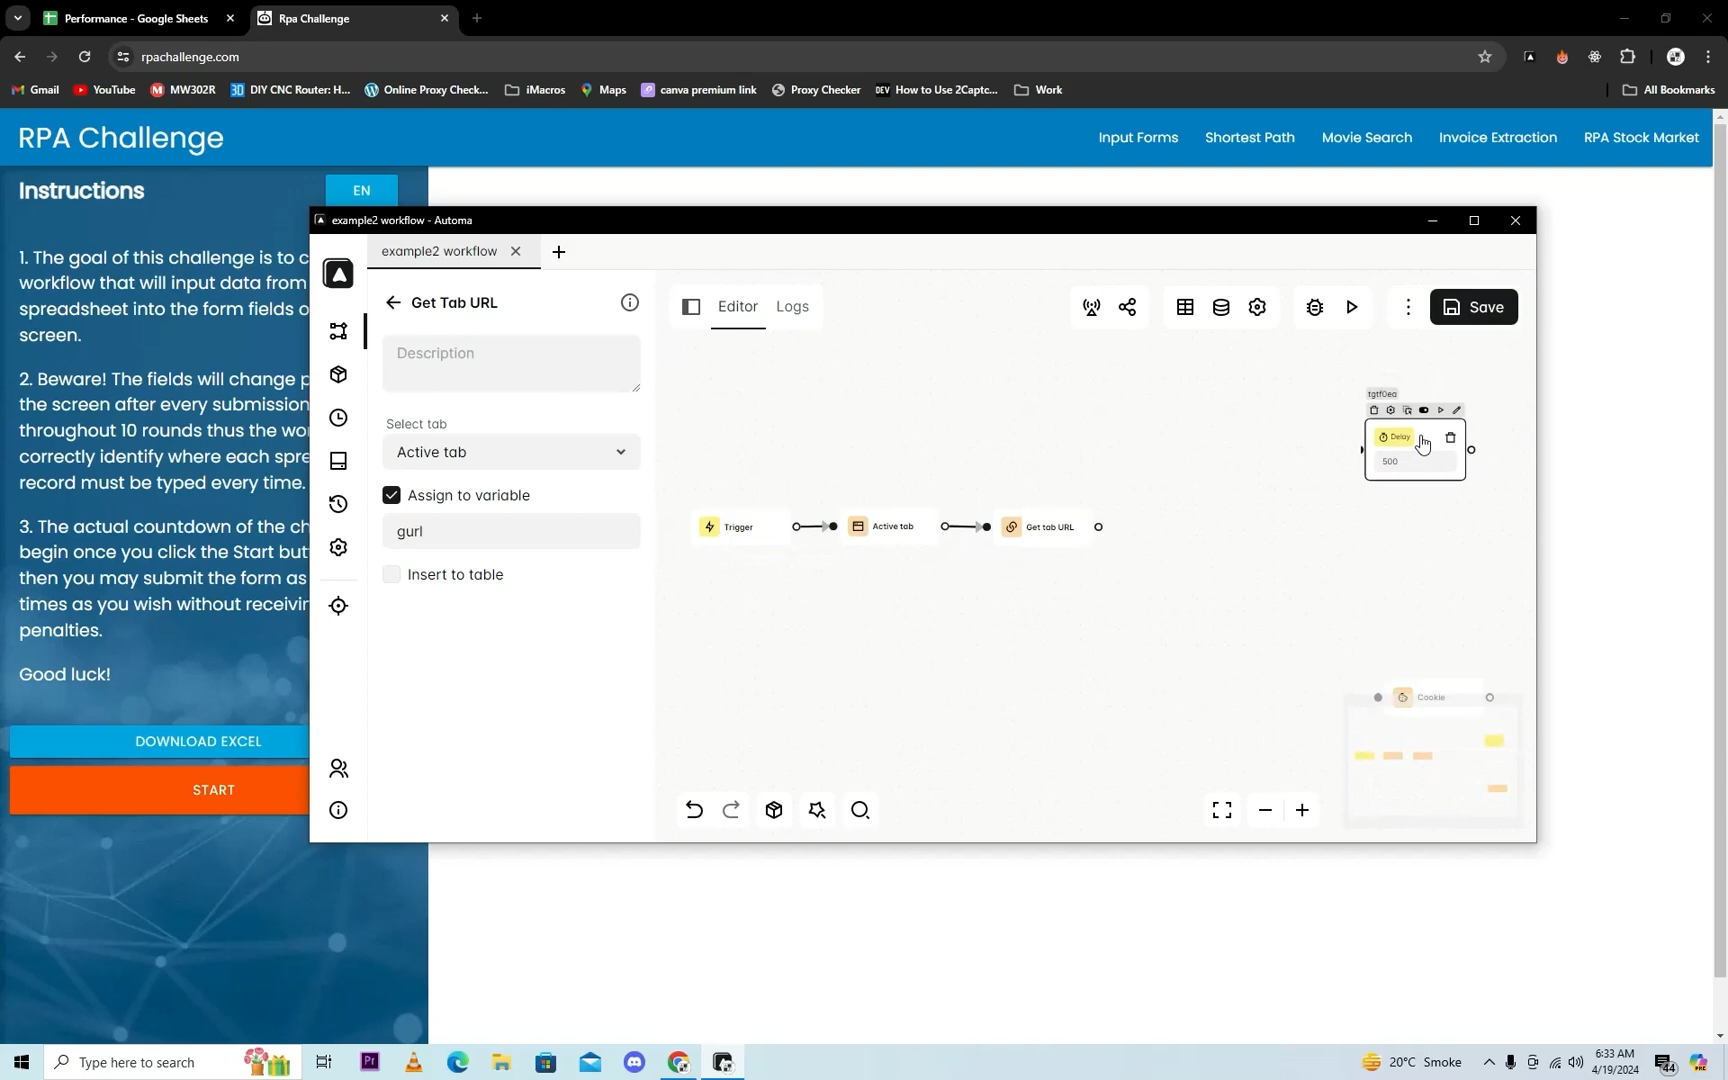 Performance - Google Sheets
Rpa Challenge
rpachallenge.com
Gmail
YouTube
MW302R
DIY CNC Router: H...
Online Proxy Check...
iMacros
Maps
canva premium link
Proxy Checker
DEV
How to Use 2Captc...
Work
All Bookmarks
RPA Challenge
Input Forms
Shortest Path
Movie Search
Invoice Extraction
RPA Stock Market
Instructions
EN
1. The goal of this challenge is to c
workflow that will input data from
spreadsheet into the form fields o
screen.
2. Beware! The fields will change p
the screen after every submission
throughout 10 rounds thus the wo
correctly identify where each spre
record must be typed every time.
3. The actual countdown of the ch
begin once you click the Start but
then you may submit the form as
times as you wish without receivin
penalties.
Good luck!
DOWNLOAD EXCEL
START
example2 workflow - Automa
example2 workflow
Get Tab URL
Description
Select tab
Active tab
Assign to variable
gurl
Insert to table
Editor
Logs
Save
tgtf0ea
Delay
500
Trigger
Active tab
Get tab URL
Cookie
Type here to search
Pr
20°C Smoke
6:33 AM
4/19/2024
44
PRE